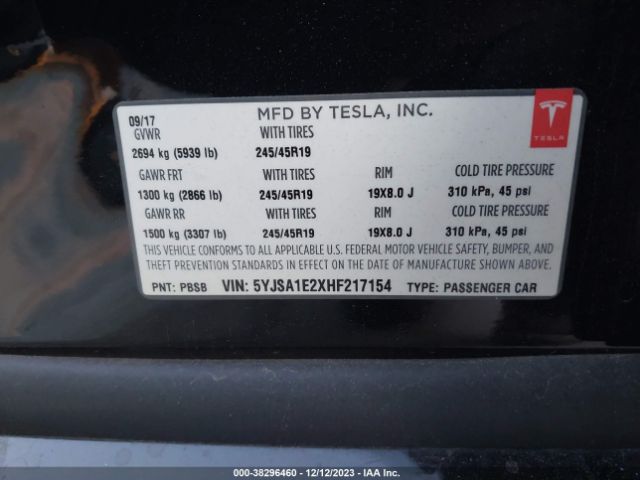 09/17 MFD BY TESLA, INC.
GVWR WITH TIRES
2694 kg (5939 lb) 245/45R19
GAWR FRT WITH TIRES RIM COLD TIRE PRESSURE
1300 kg (2866 lb) 245/45R19 19X8.0 J 310 kPa, 45 psi
GAWR RR WITH TIRES RIM COLD TIRE PRESSURE
1500 kg (3307 lb) 245/45R19 19X8.0 J 310 kPa, 45 psi
THIS VEHICLE CONFORMS TO ALL APPLICABLE U.S. FEDERAL MOTOR VEHICLE SAFETY, BUMPER, AND
THEFT PREVENTION STANDARDS IN EFFECT ON THE DATE OF MANUFACTURE SHOWN ABOVE.
PNT: PBSB VIN: 5YJSA1E2XHF217154 TYPE: PASSENGER CAR
TESLA
000-38296460 - 12/12/2023 - IAAI.COM